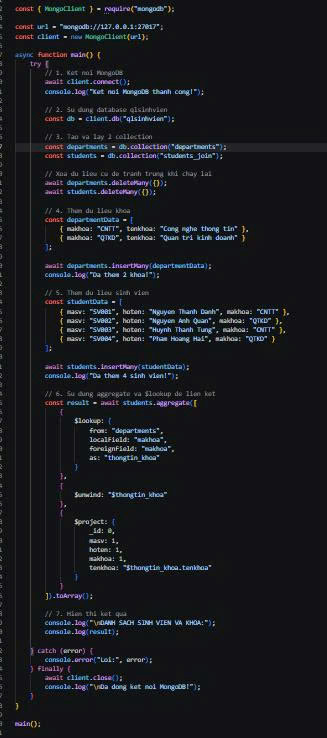 const { MongoClient } = require("mongodb");
const url = "mongodb://127.0.0.1:27017";
const client = new MongoClient(url);
async function main() {
try {
// 1. Ket noi MongoDB
await client.connect();
console.log("Ket noi MongoDB thanh cong!");
// 2. Su dung database qlsinhvien
const db = client.db("qlsinhvien");
// 3. Tao va lay 2 collection
const departments = db.collection("departments");
const students = db.collection("students_join");
// Xoa du lieu cu de tranh trung khi chay lai
await departments.deleteMany({});
await students.deleteMany({});
// 4. Them du lieu khoa
const departmentData = [
{ makhoa: "CNTT", tenkhoa: "Cong nghe thong tin" },
{ makhoa: "QTKD", tenkhoa: "Quan tri kinh doanh" }
];
await departments.insertMany(departmentData);
console.log("Da them 2 khoa!");
// 5. Them du lieu sinh vien
const studentData = [
{ masv: "SV001", hoten: "Nguyen Thanh Danh", makhoa: "CNTT" },
{ masv: "SV002", hoten: "Nguyen Anh Quan", makhoa: "QTKD" },
{ masv: "SV003", hoten: "Huynh Thanh Tung", makhoa: "CNTT" },
{ masv: "SV004", hoten: "Pham Hoang Hai", makhoa: "QTKD" }
];
await students.insertMany(studentData);
console.log("Da them 4 sinh vien!");
// 6. Su dung aggregate va $lookup de lien ket
const result = await students.aggregate([
{
$lookup: {
from: "departments",
localField: "makhoa",
foreignField: "makhoa",
as: "thongtin_khoa"
}
},
{
$unwind: "$thongtin_khoa"
},
{
$project: {
_id: 0,
masv: 1,
hoten: 1,
makhoa: 1,
tenkhoa: "$thongtin_khoa.tenkhoa"
}
}
]).toArray();
// 7. Hien thi ket qua
console.log("\nDANH SACH SINH VIEN VA KHOA:");
console.log(result);
} catch (error) {
console.error("Loi:", error);
} finally {
await client.close();
console.log("\nDa dong ket noi MongoDB!");
}
}
main();